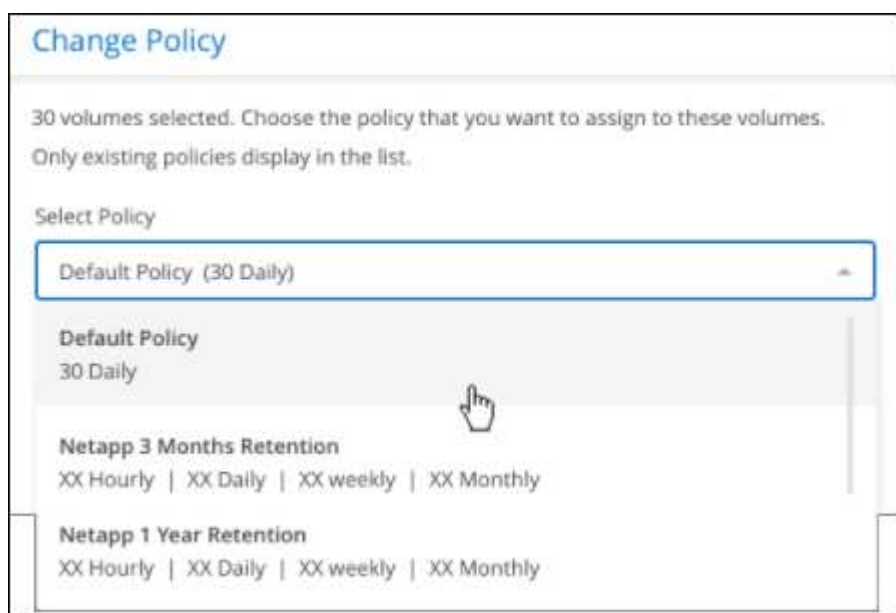 Change Policy
30 volumes selected. Choose the policy that you want to assign to these volumes.
Only existing policies display in the list.
Select Policy
Default Policy (30 Daily)
Default Policy
30 Daily
Netapp 3 Months Retention
XX Hourly | XX Daily | XX weekly | XX Monthly
Netapp 1 Year Retention
XX Hourly | XX Daily | XX weekly | XX Monthly